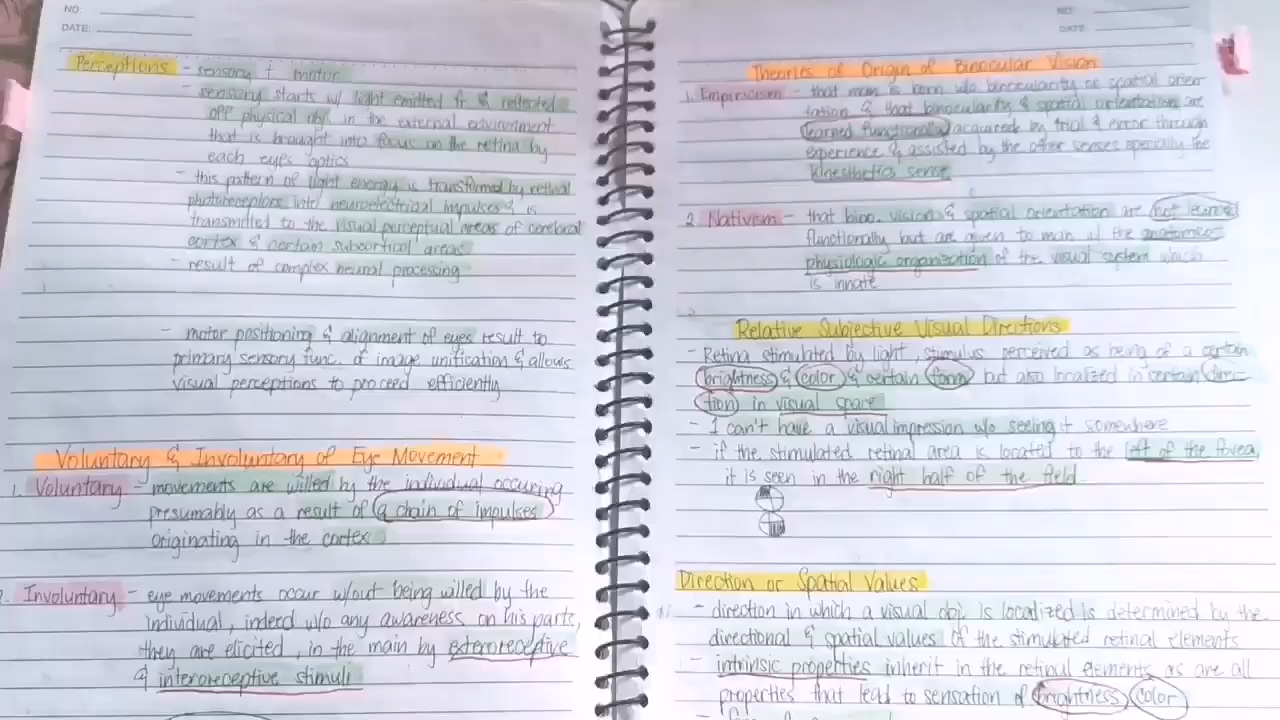 NO.
DATE:
Perceptions - sensory & motor
- sensory starts w/ light emitted fr & reflected
off physical obj in the external environment
that is brought into focus on the retina by
each eyes optics
- this pattern of light energy is transformed by retinal
photoreceptors into neuroelectrical impulses & is
transmitted to the visual perceptual areas of cerebral
cortex & certain subcortical areas
- result of complex neural processing
- motor positioning & alignment of eyes result to
primary sensory func. of image unification & allows
visual perceptions to proceed efficiently
Voluntary & Involuntary of Eye Movement
1. Voluntary - movements are willed by the individual occuring
presumably as a result of a chain of impulses
originating in the cortex
2. Involuntary - eye movements occur w/out being willed by the
individual, indeed w/o any awareness on his parts,
they are elicited, in the main by exteroreceptive
& interoreceptive stimuli
NO:
DATE:
Theories of Origin of Binocular Vision
1. Empiricism - that man is born w/o binocularity or spatial orien
tation & that binocularity & spatial orientation are
learned functionally acquired by trial & error through
experience & assisted by the other senses specially the
kinesthetics sense
2. Nativism - that bino. vision & spatial orientation are not learned
functionally but are given to man at the
physiologic organization of the visual system which
is innate
Relative Subjective Visual Directions
- Retina stimulated by light, stimulus perceived as being of a certain
brightness & color & certain form but also localized in certain direc-
tion in visual space
- I can't have a visual impression w/o seeing it somewhere
- if the stimulated retinal area is located to the left of the fovea,
it is seen in the right half of the field
Direction or Spatial Values
- direction in which a visual obj. is localized is determined by the
directional & spatial values of the stimulated retinal elements
- intrinsic properties inherit in the retinal elements, as are all
properties that lead to sensation of brightness, color